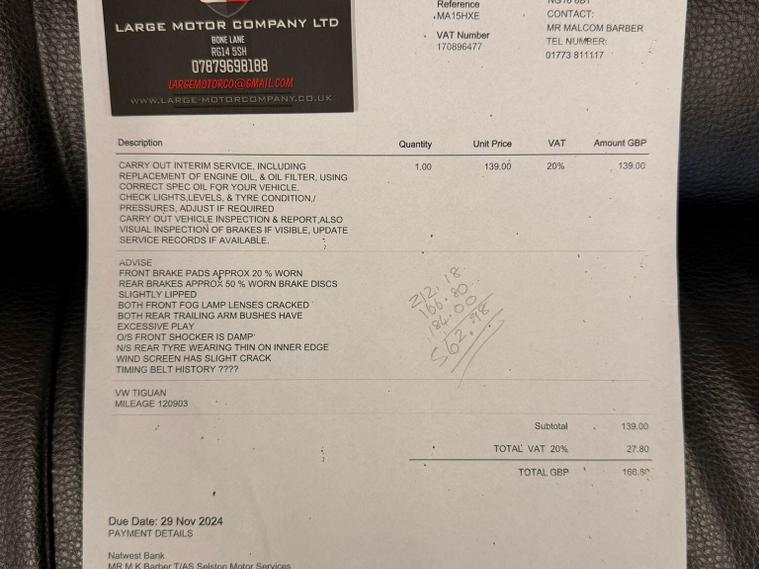 LARGE MOTOR COMPANY LTD
BONE LANE
RG14 5SH
07879698188
LARGEMOTORCO@GMAIL.COM
WWW.LARGE-MOTORCOMPANY.CO.UK
Reference
MA15HXE
VAT Number
170896477
CONTACT:
MR MALCOM BARBER
TEL NUMBER:
01773 811117
Description Quantity Unit Price VAT Amount GBP
CARRY OUT INTERIM SERVICE, INCLUDING 1.00 139.00 20% 139.00
REPLACEMENT OF ENGINE OIL, & OIL FILTER, USING
CORRECT SPEC OIL FOR YOUR VEHICLE.
CHECK LIGHTS,LEVELS, & TYRE CONDITION,/
PRESSURES, ADJUST IF REQUIRED
CARRY OUT VEHICLE INSPECTION & REPORT,ALSO
VISUAL INSPECTION OF BRAKES IF VISIBLE, UPDATE
SERVICE RECORDS IF AVAILABLE.
ADVISE
FRONT BRAKE PADS APPROX 20 % WORN
REAR BRAKES APPROX 50 % WORN BRAKE DISCS
SLIGHTLY LIPPED
BOTH FRONT FOG LAMP LENSES CRACKED
BOTH REAR TRAILING ARM BUSHES HAVE
EXCESSIVE PLAY
O/S FRONT SHOCKER IS DAMP
N/S REAR TYRE WEARING THIN ON INNER EDGE
WIND SCREEN HAS SLIGHT CRACK
TIMING BELT HISTORY ????
212.18
166.80
184.00
562.98
VW TIGUAN
MILEAGE 120903
Subtotal 139.00
TOTAL VAT 20% 27.80
TOTAL GBP 166.80
Due Date: 29 Nov 2024
PAYMENT DETAILS
Natwest Bank
MR M K Barber T/AS Selston Motor Services